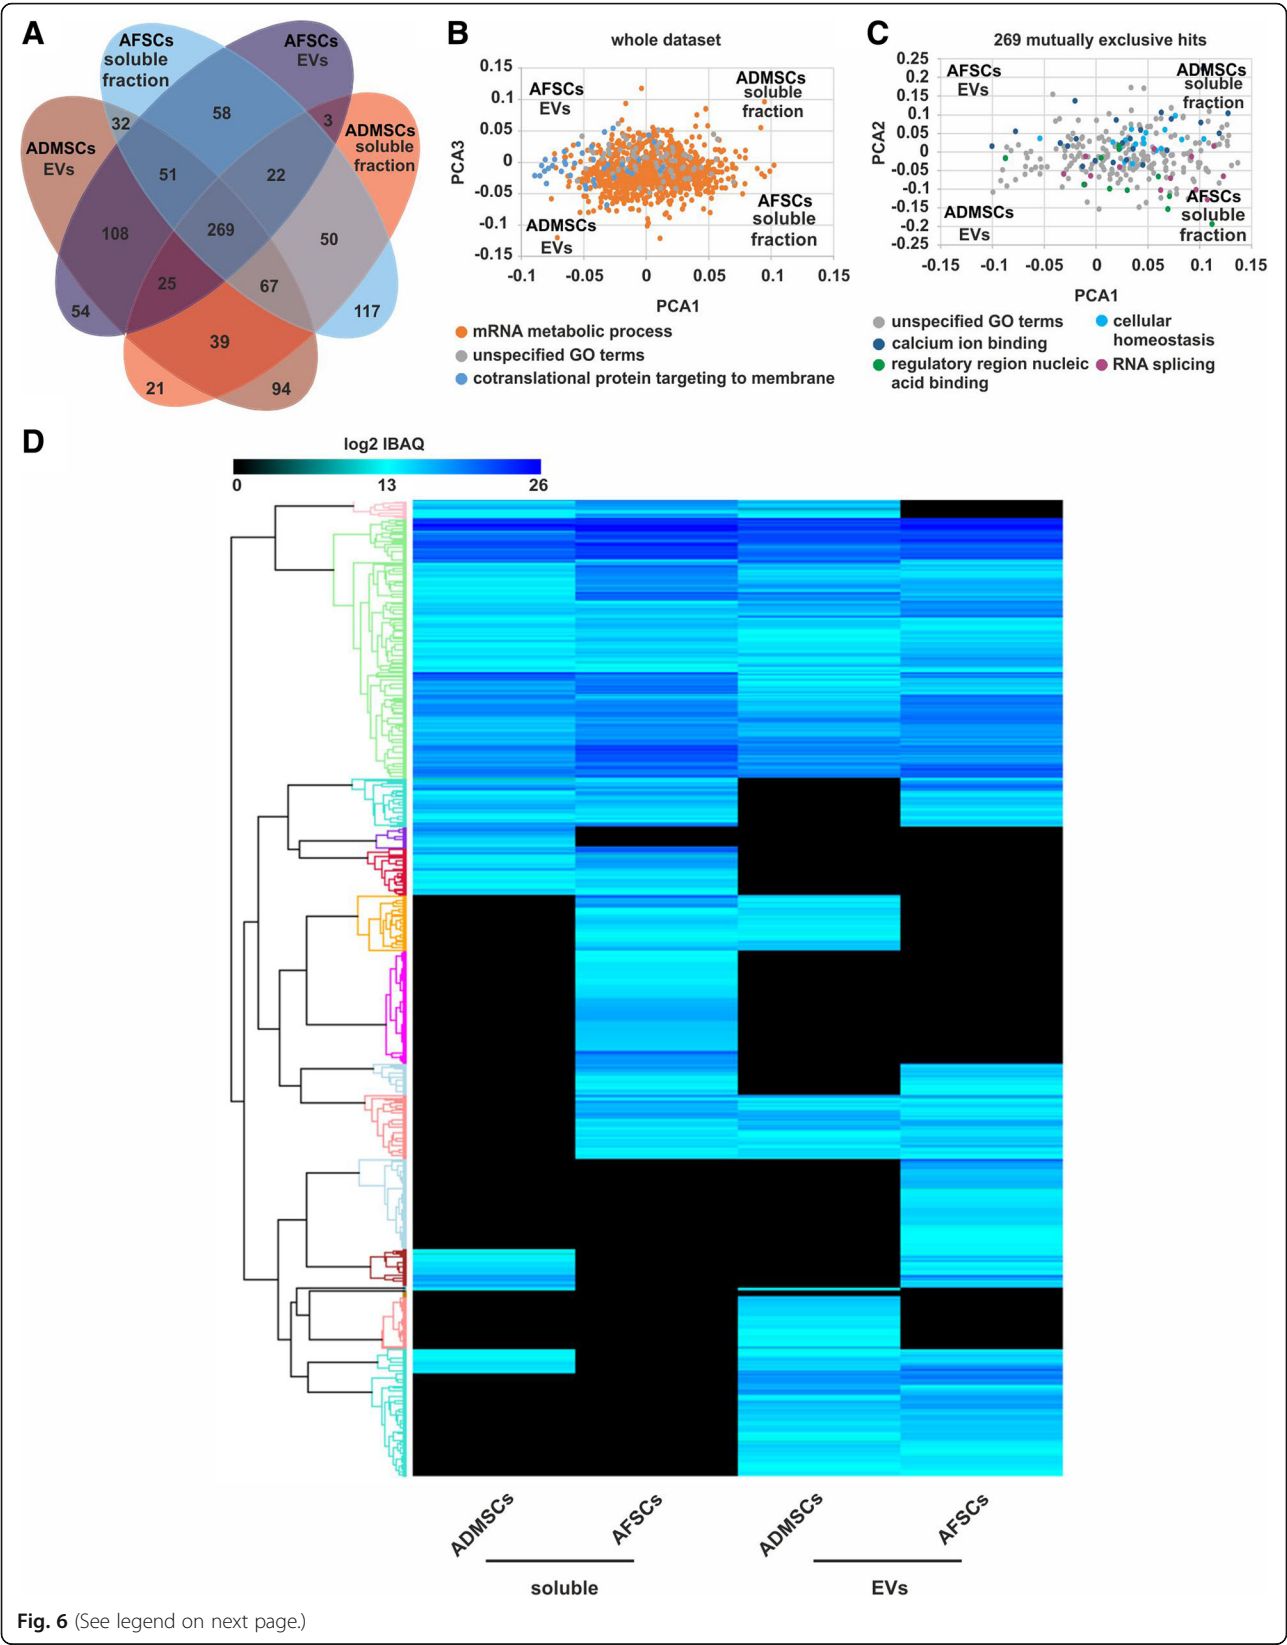 A
AFSCs
soluble
fraction
AFSCs
EVs
ADMSCs
EVs
ADMSCs
soluble
fraction
32
58
3
51
22
108
269
50
25
67
54
117
39
21
94
B
whole dataset
0.15
0.1
0.05
0
-0.05
-0.1
-0.15
PCA3
AFSCs
EVs
ADMSCs
soluble
fraction
ADMSCs
EVs
AFSCs
soluble
fraction
-0.1
-0.05
0
0.05
0.1
0.15
PCA1
mRNA metabolic process
unspecified GO terms
cotranslational protein targeting to membrane
C
269 mutually exclusive hits
0.25
0.2
0.15
0.1
0.05
0
-0.05
-0.1
-0.15
-0.2
-0.25
PCA2
AFSCs
EVs
ADMSCs
soluble
fraction
ADMSCs
EVs
AFSCs
soluble
fraction
-0.15
-0.1
-0.05
0
0.05
0.1
0.15
PCA1
unspecified GO terms
calcium ion binding
regulatory region nucleic
acid binding
cellular
homeostasis
RNA splicing
D
log2 IBAQ
0
13
26
ADMSCs
AFSCs
ADMSCs
AFSCs
soluble
EVs
Fig. 6 (See legend on next page.)